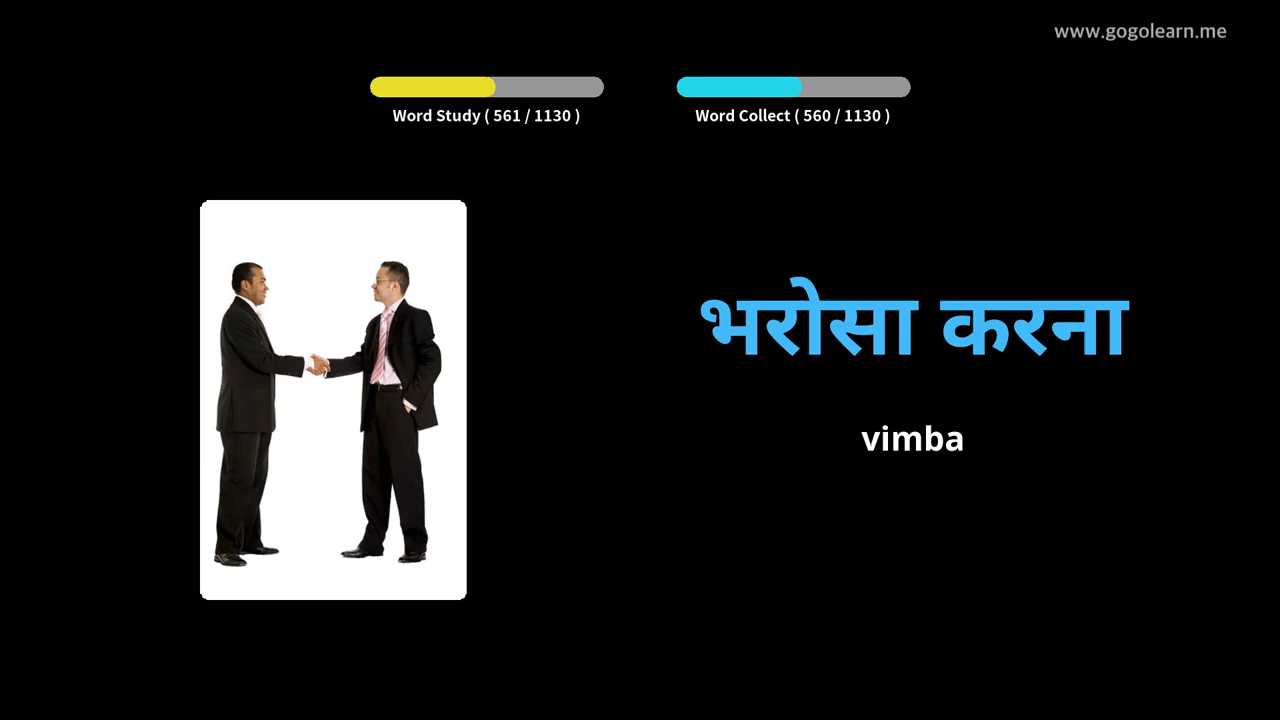 www.gogolearn.me
Word Study ( 561 / 1130 )
Word Collect ( 560 / 1130 )
भरोसा करना
vimba